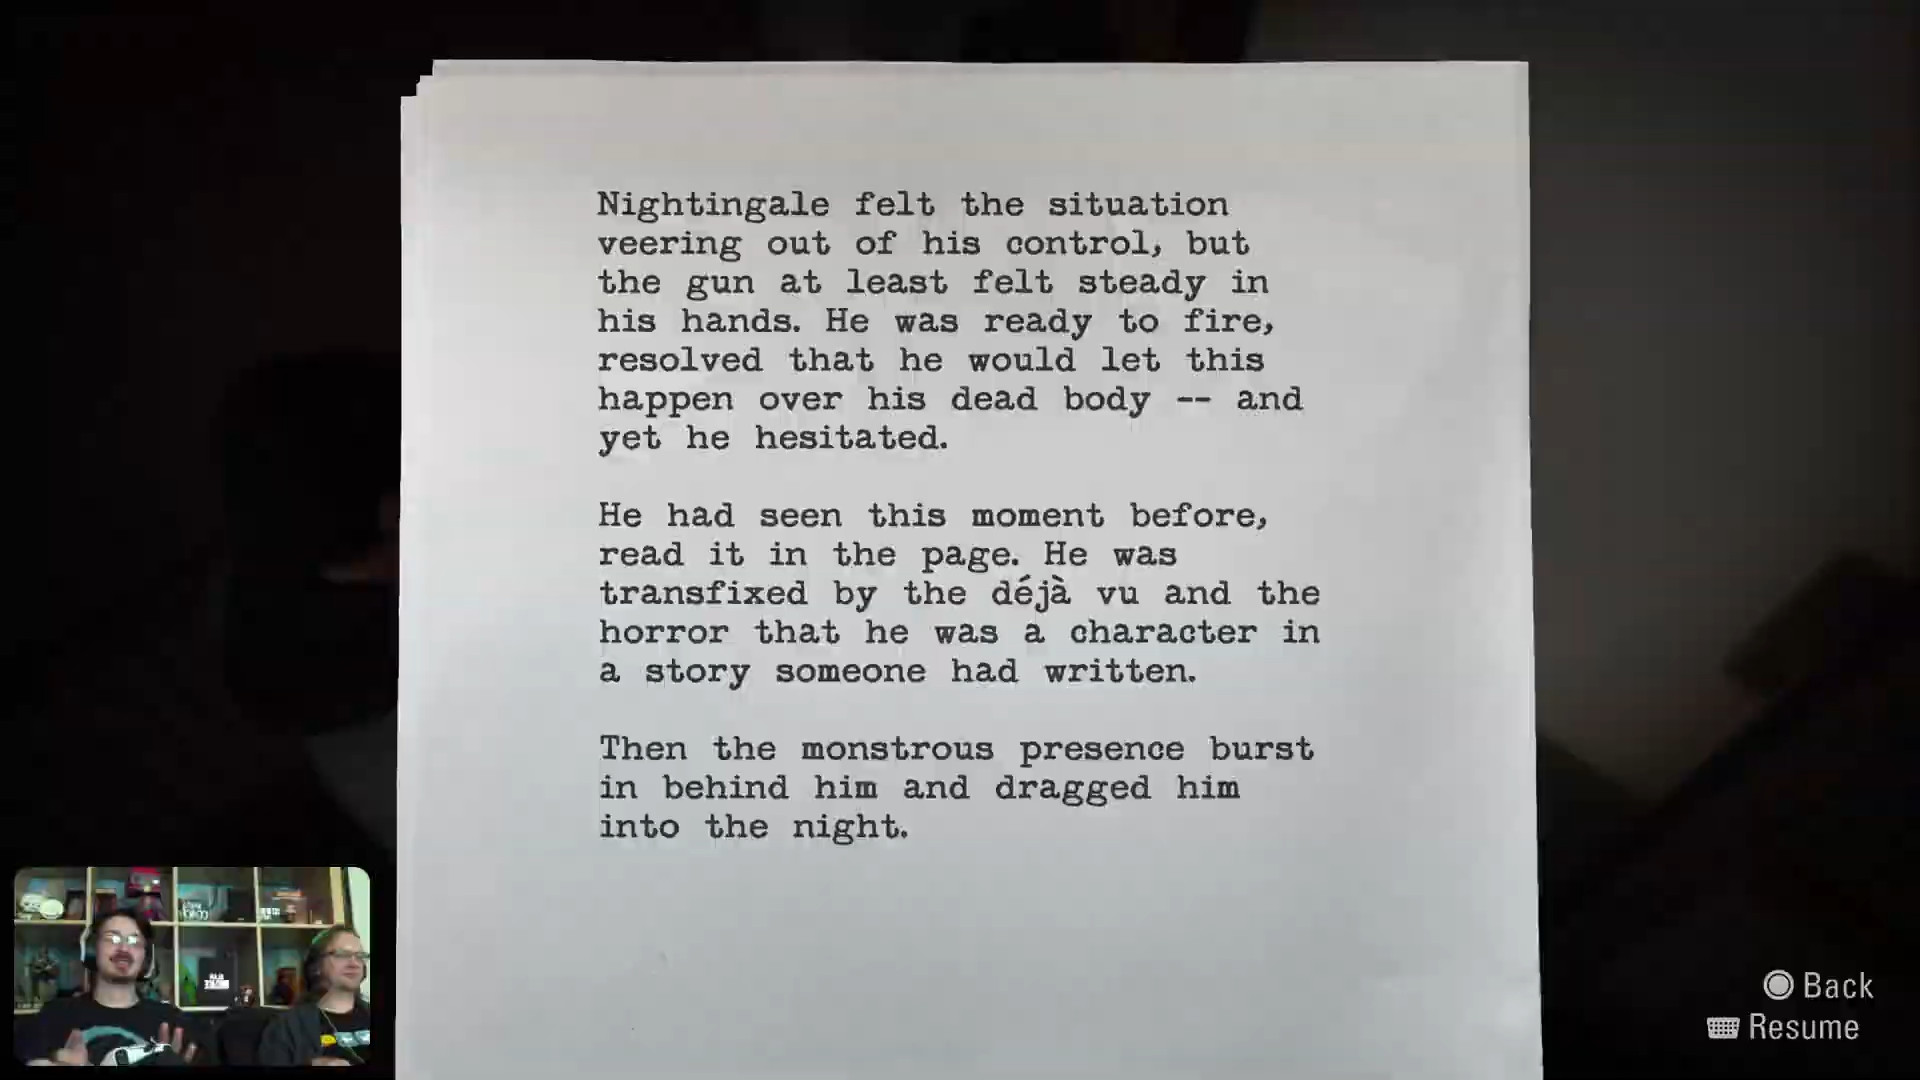 Nightingale felt the situation
veering out of his control, but
the gun at least felt steady in
his hands. He was ready to fire,
resolved that he would let this
happen over his dead body -- and
yet he hesitated.
He had seen this moment before,
read it in the page. He was
transfixed by the déjà vu and the
horror that he was a character in
a story someone had written.
Then the monstrous presence burst
in behind him and dragged him
into the night.
Back
Resume